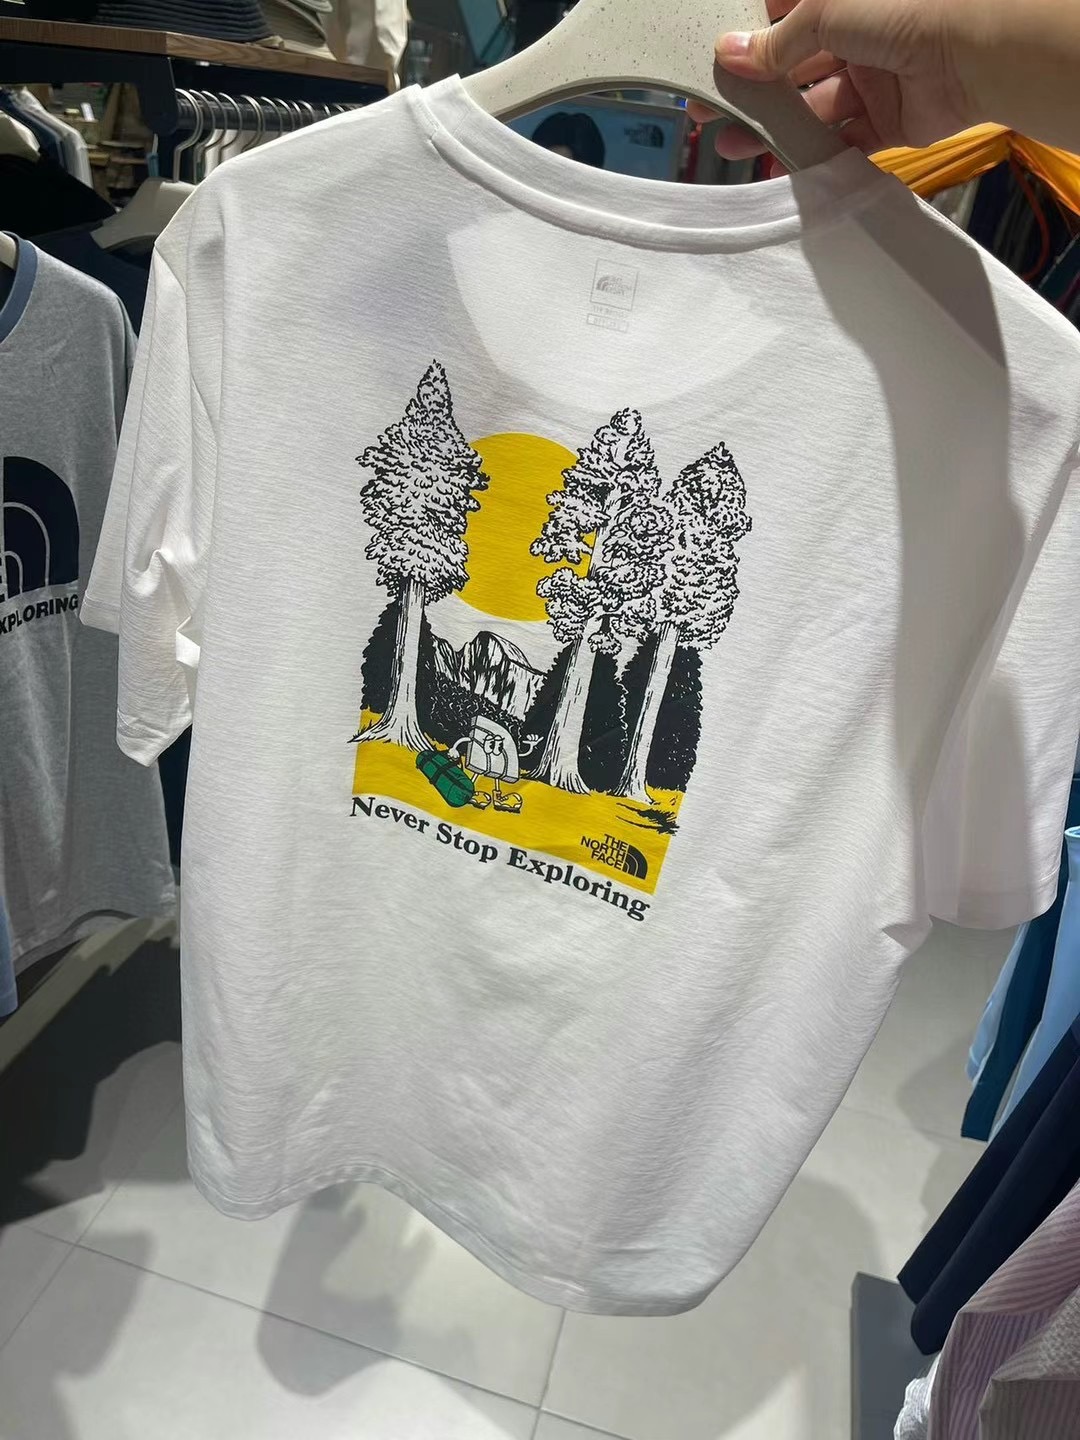 THE
NORTH
FACE
Never Stop Exploring
XPLORING